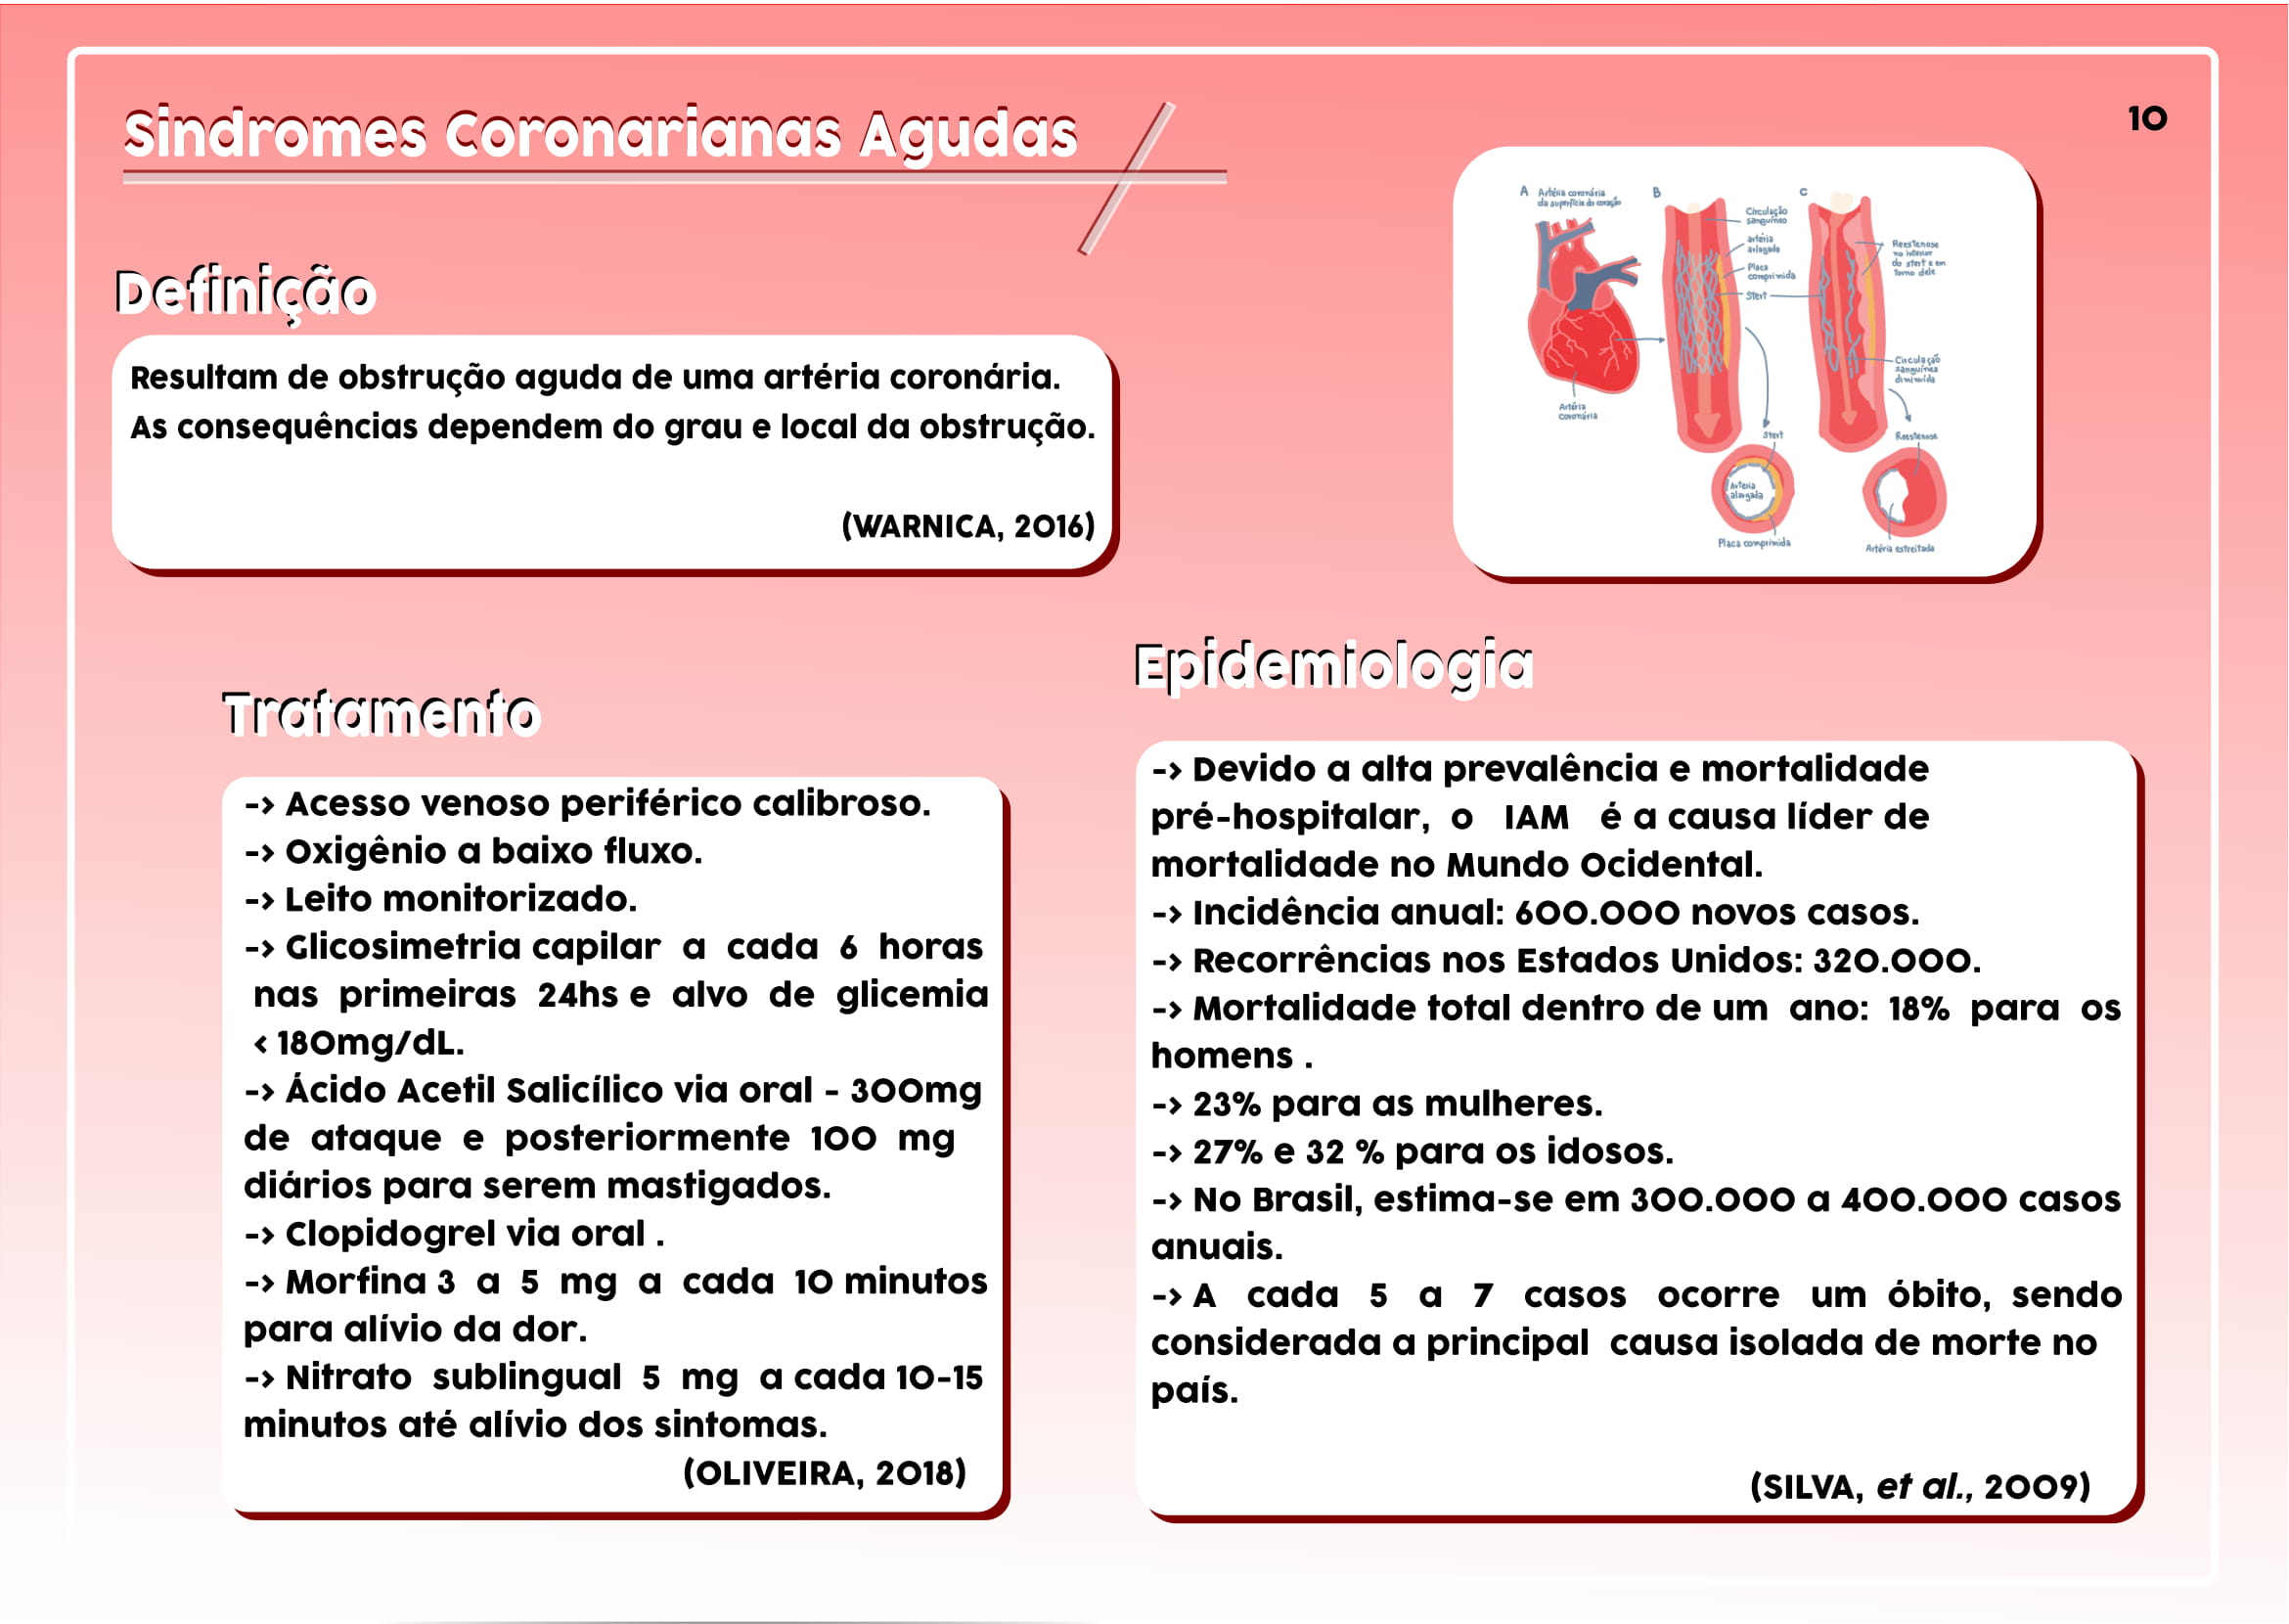 Sindromes Coronarianas Agudas
10
Definição
Resultam de obstrução aguda de uma artéria coronária.
As consequências dependem do grau e local da obstrução.
(WARNICA, 2016)
A Artéria coronária
da superfície do coração
Artéria
coronária
B
Circulação
sanguíneo
artéria
arlagada
Placa
comprimida
Stert
Stert
Artéria
alargada
Placa comprimida
C
Reestenose
no inferior
do stert e em
torno dele
Circulação
sanguínea
diminuída
Reestenose
Artéria estreitada
Tratamento
-> Acesso venoso periférico calibroso.
-> Oxigênio a baixo fluxo.
-> Leito monitorizado.
-> Glicosimetria capilar a cada 6 horas
nas primeiras 24hs e alvo de glicemia
< 180mg/dL.
-> Ácido Acetil Salicílico via oral - 300mg
de ataque e posteriormente 100 mg
diários para serem mastigados.
-> Clopidogrel via oral .
-> Morfina 3 a 5 mg a cada 10 minutos
para alívio da dor.
-> Nitrato sublingual 5 mg a cada 10-15
minutos até alívio dos sintomas.
(OLIVEIRA, 2018)
Epidemiologia
-> Devido a alta prevalência e mortalidade
pré-hospitalar, o IAM é a causa líder de
mortalidade no Mundo Ocidental.
-> Incidência anual: 600.000 novos casos.
-> Recorrências nos Estados Unidos: 320.000.
-> Mortalidade total dentro de um ano: 18% para os
homens .
-> 23% para as mulheres.
-> 27% e 32 % para os idosos.
-> No Brasil, estima-se em 300.000 a 400.000 casos
anuais.
-> A cada 5 a 7 casos ocorre um óbito, sendo
considerada a principal causa isolada de morte no
país.
(SILVA, et al., 2009)